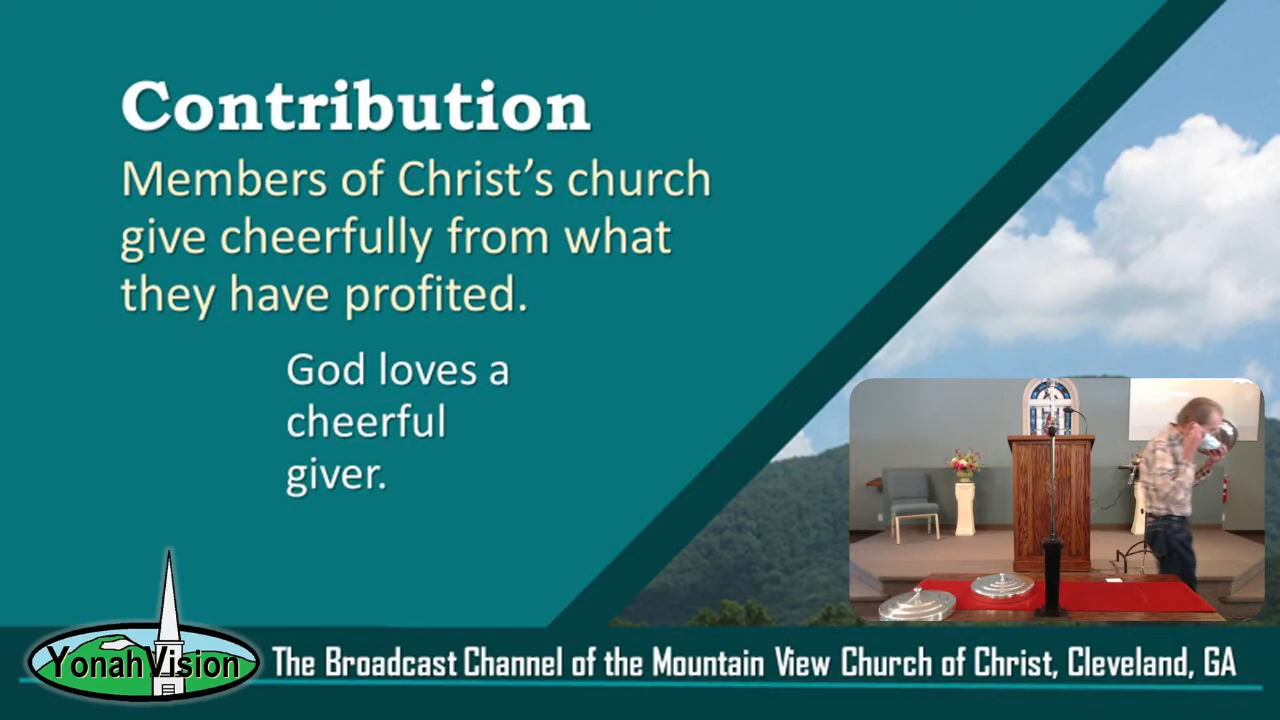 Contribution
Members of Christ’s church
give cheerfully from what
they have profited.
God loves a
cheerful
giver.
YonahVision
The Broadcast Channel of the Mountain View Church of Christ, Cleveland, GA